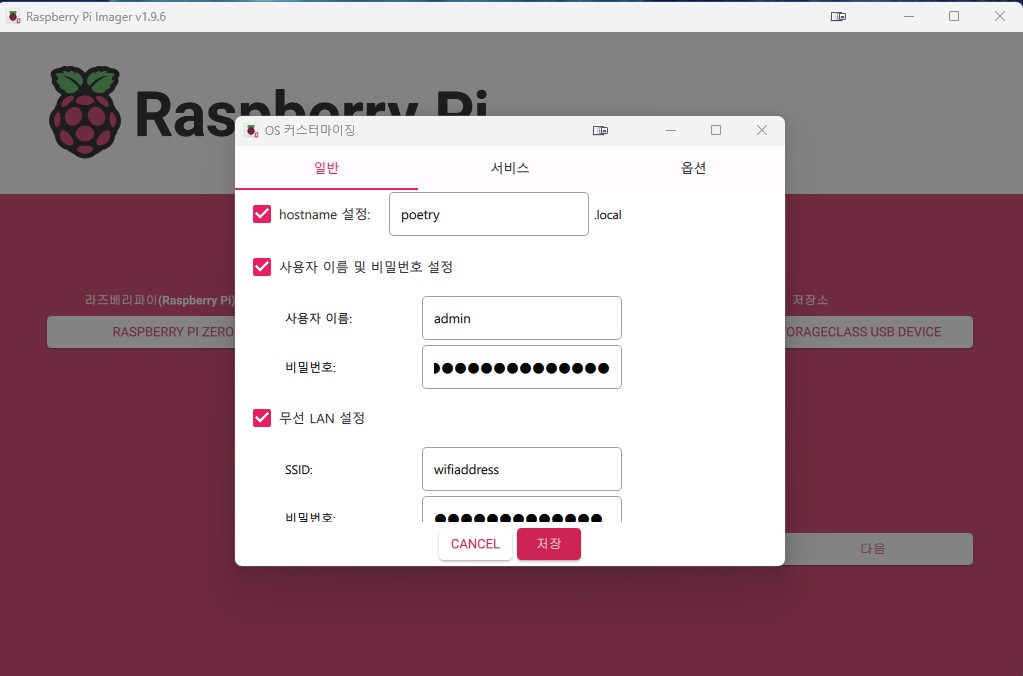 Raspberry Pi Imager v1.9.6
Raspberry Pi
OS 커스터마이징
일반 서비스 옵션
hostname 설정: poetry .local
사용자 이름 및 비밀번호 설정
라즈베리파이(Raspberry Pi) 저장소
사용자 이름: admin
RASPBERRY PI ZERO ORAGECLASS USB DEVICE
비밀번호: ●●●●●●●●●●●●●●
무선 LAN 설정
SSID: wifiaddress
비밀번호: ●●●●●●●●●●●●●
CANCEL 저장
다음